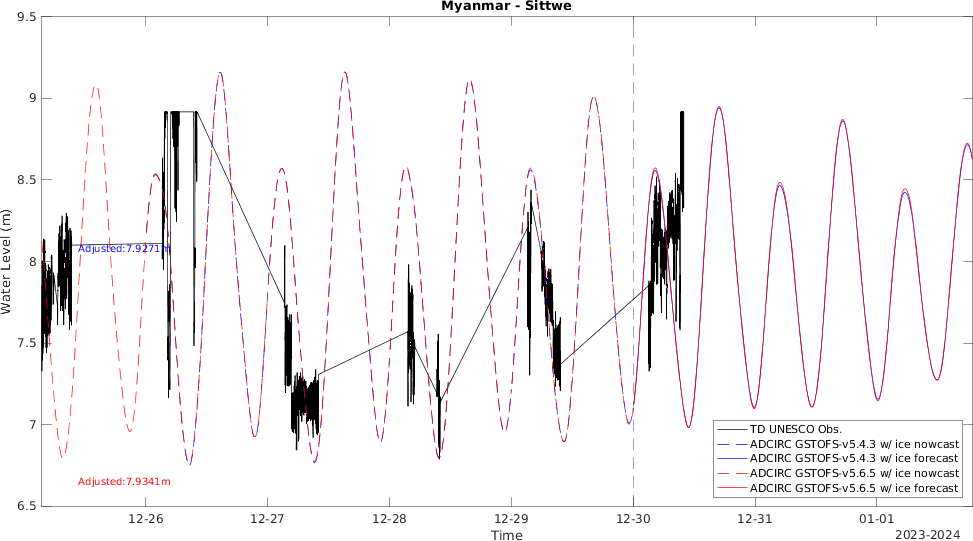 Myanmar - Sittwe
9.5
9
8.5
8
7.5
7
6.5
Water Level (m)
Adjusted:7.9271m
Adjusted:7.9341m
TD UNESCO Obs.
ADCIRC GSTOFS-v5.4.3 w/ ice nowcast
ADCIRC GSTOFS-v5.4.3 w/ ice forecast
ADCIRC GSTOFS-v5.6.5 w/ ice nowcast
ADCIRC GSTOFS-v5.6.5 w/ ice forecast
12-26 12-27 12-28 12-29 12-30 12-31 01-01
Time
2023-2024